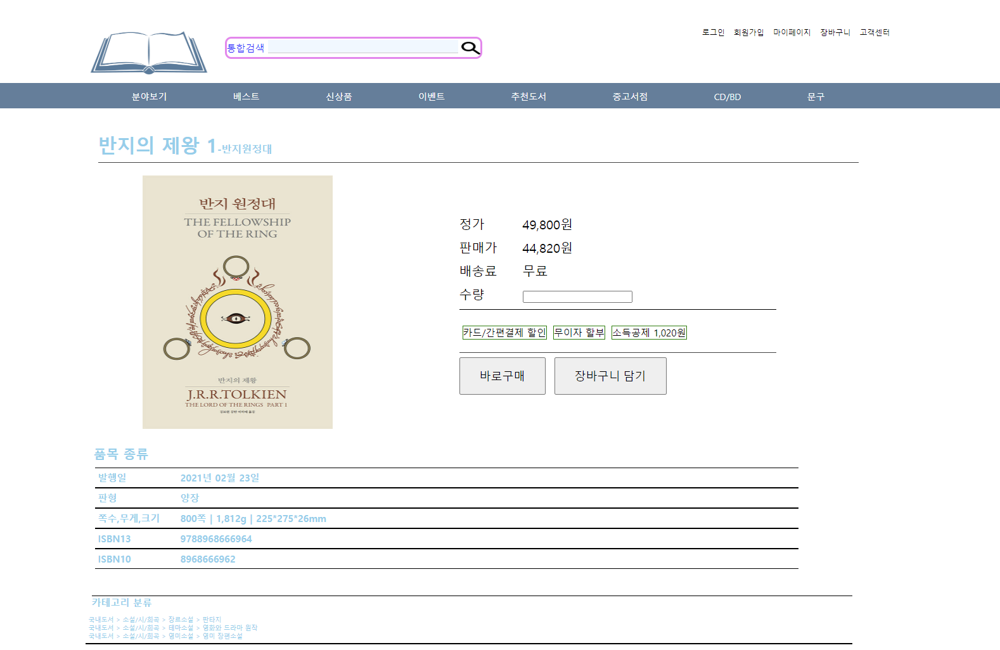 로그인 회원가입 마이페이지 장바구니 고객센터
통합검색
분야보기 베스트 신상품 이벤트 추천도서 중고서점 CD/BD 문구
반지의 제왕 1-반지원정대
반지 원정대
THE FELLOWSHIP
OF THE RING
반지의 제왕
J.R.R.TOLKIEN
THE LORD OF THE RINGS PART 1
정가 49,800원
판매가 44,820원
배송료 무료
수량
카드/간편결제 할인 무이자 할부 소득공제 1,020원
바로구매 장바구니 담기
품목 종류
발행일 2021년 02월 23일
판형 양장
쪽수,무게,크기 800쪽 | 1,812g | 225*275*26mm
ISBN13 9788968666964
ISBN10 8968666962
카테고리 분류
국내도서 > 소설/시/희곡 > 장르소설 > 판타지
국내도서 > 소설/시/희곡 > 테마소설 > 영화와 드라마 원작
국내도서 > 소설/시/희곡 > 영미소설 > 영미 장편소설